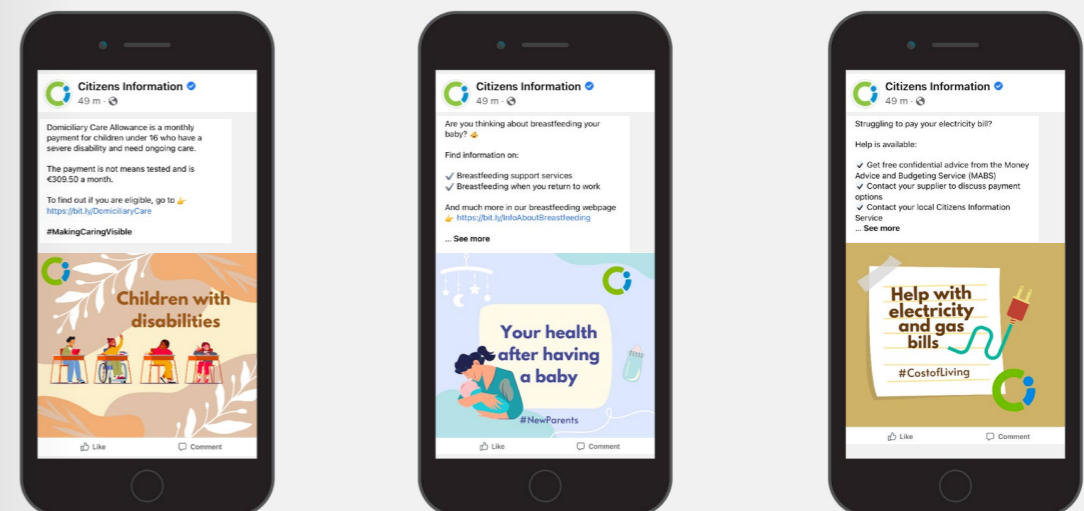 Citizens Information
49 m ·
Domiciliary Care Allowance is a monthly
payment for children under 16 who have a
severe disability and need ongoing care.
The payment is not means tested and is
€309.50 a month.
To find out if you are eligible, go to 👉
https://bit.ly/DomiciliaryCare
#MakingCaringVisible
Children with
disabilities
Like
Comment
Citizens Information
49 m ·
Are you thinking about breastfeeding your
baby? 🤱
Find information on:
✓ Breastfeeding support services
✓ Breastfeeding when you return to work
And much more in our breastfeeding webpage
👉 https://bit.ly/InfoAboutBreastfeeding
... See more
Your health
after having
a baby
#NewParents
Like
Comment
Citizens Information
49 m ·
Struggling to pay your electricity bill?
Help is available:
✓ Get free confidential advice from the Money
Advice and Budgeting Service (MABS)
✓ Contact your supplier to discuss payment
options
✓ Contact your local Citizens Information
Service
... See more
Help with
electricity
and gas
bills
#CostofLiving
Like
Comment